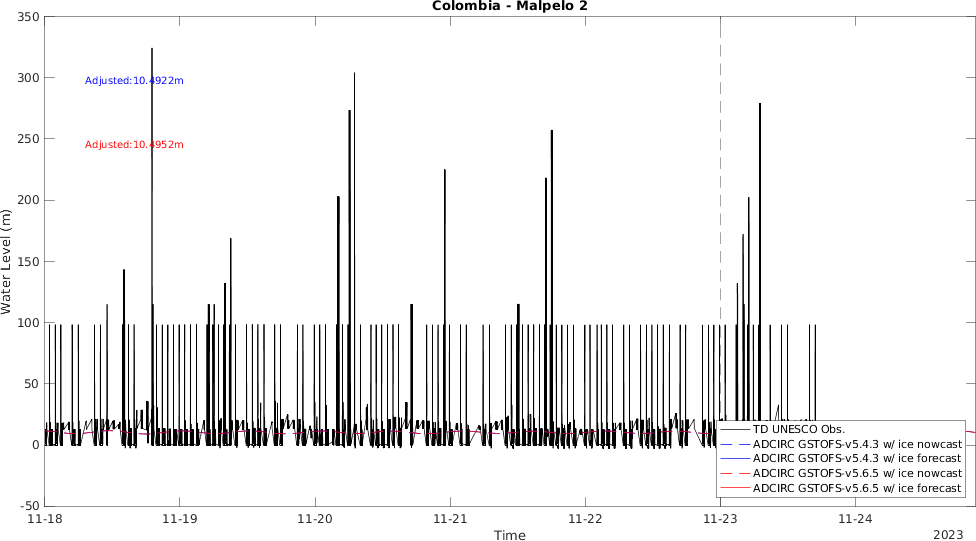 Colombia - Malpelo 2
350
300
250
200
150
100
50
0
-50
Water Level (m)
Adjusted:10.4922m
Adjusted:10.4952m
TD UNESCO Obs.
ADCIRC GSTOFS-v5.4.3 w/ ice nowcast
ADCIRC GSTOFS-v5.4.3 w/ ice forecast
ADCIRC GSTOFS-v5.6.5 w/ ice nowcast
ADCIRC GSTOFS-v5.6.5 w/ ice forecast
11-18 11-19 11-20 11-21 11-22 11-23 11-24
Time
2023